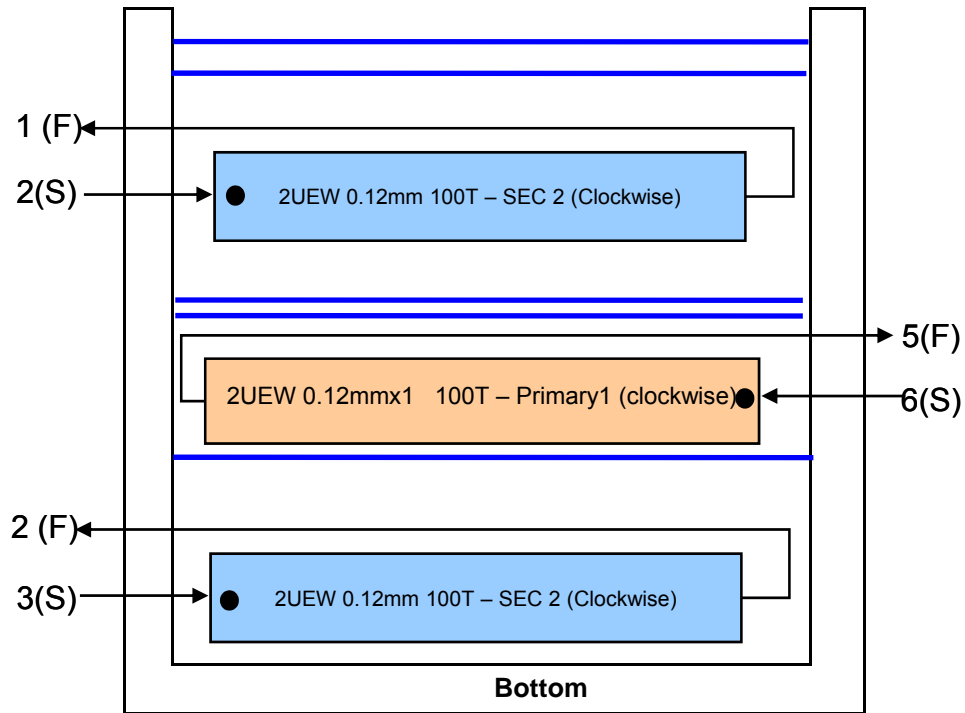 1 (F)
2(S)
2UEW 0.12mm 100T – SEC 2 (Clockwise)
5(F)
2UEW 0.12mmx1 100T – Primary1 (clockwise)
6(S)
2 (F)
3(S)
2UEW 0.12mm 100T – SEC 2 (Clockwise)
Bottom